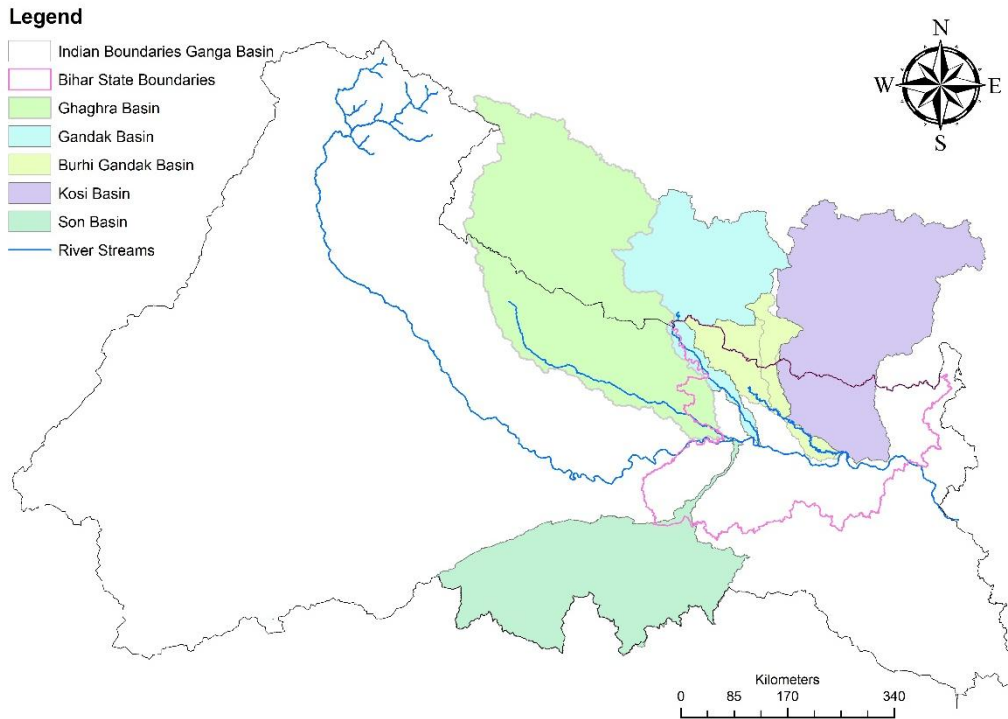 Legend
Indian Boundaries Ganga Basin
Bihar State Boundaries
Ghaghra Basin
Gandak Basin
Burhi Gandak Basin
Kosi Basin
Son Basin
River Streams
N
W E
S
Kilometers
0 85 170 340